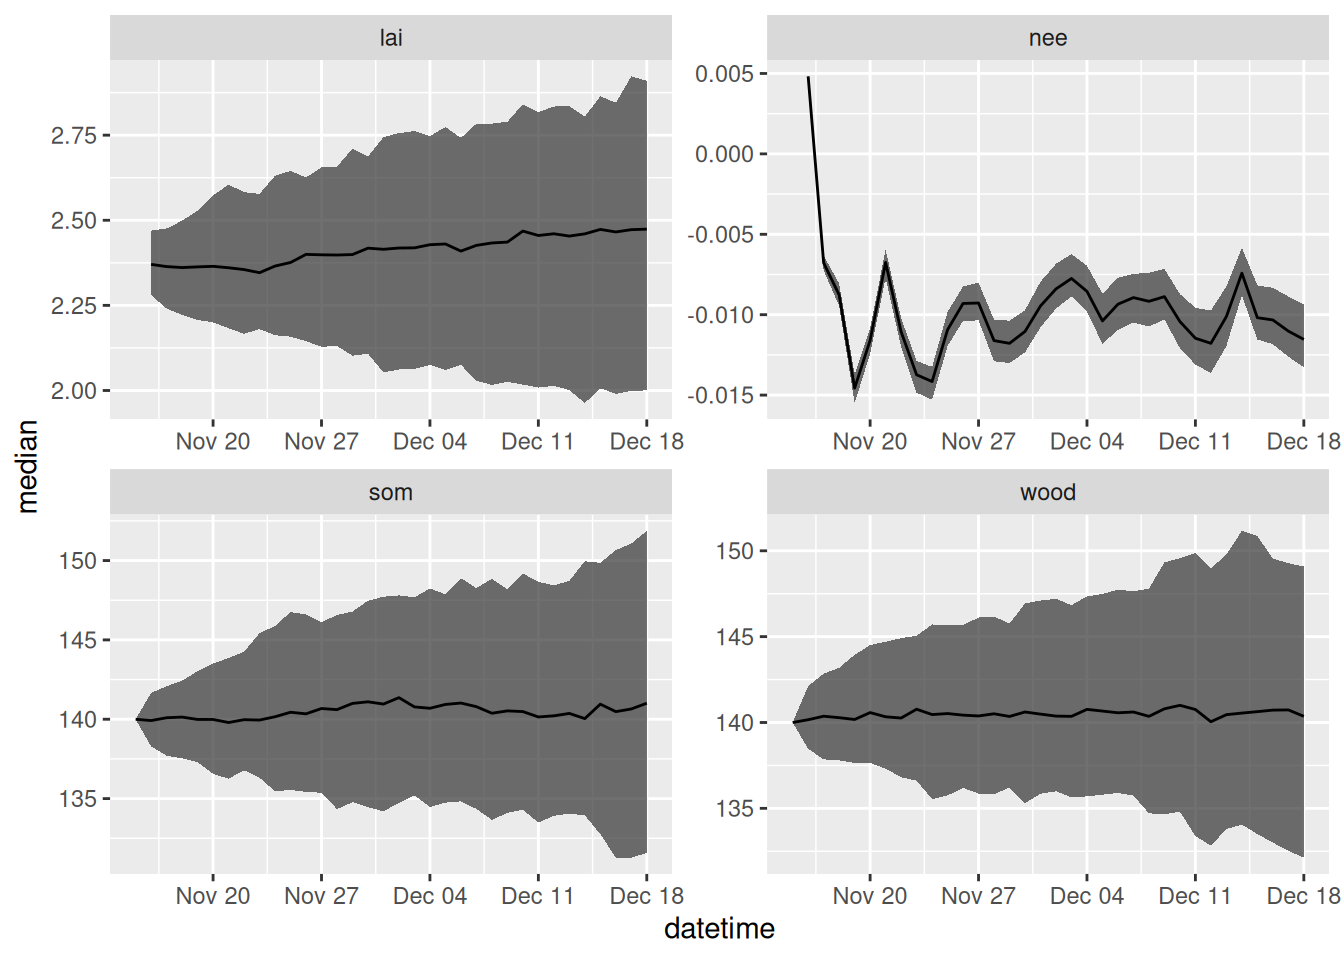 lai
2.75
2.50
2.25
2.00
Nov 20 Nov 27 Dec 04 Dec 11 Dec 18
nee
0.005
0.000
-0.005
-0.010
-0.015
Nov 20 Nov 27 Dec 04 Dec 11 Dec 18
median
som
150
145
140
135
Nov 20 Nov 27 Dec 04 Dec 11 Dec 18
wood
150
145
140
135
Nov 20 Nov 27 Dec 04 Dec 11 Dec 18
datetime